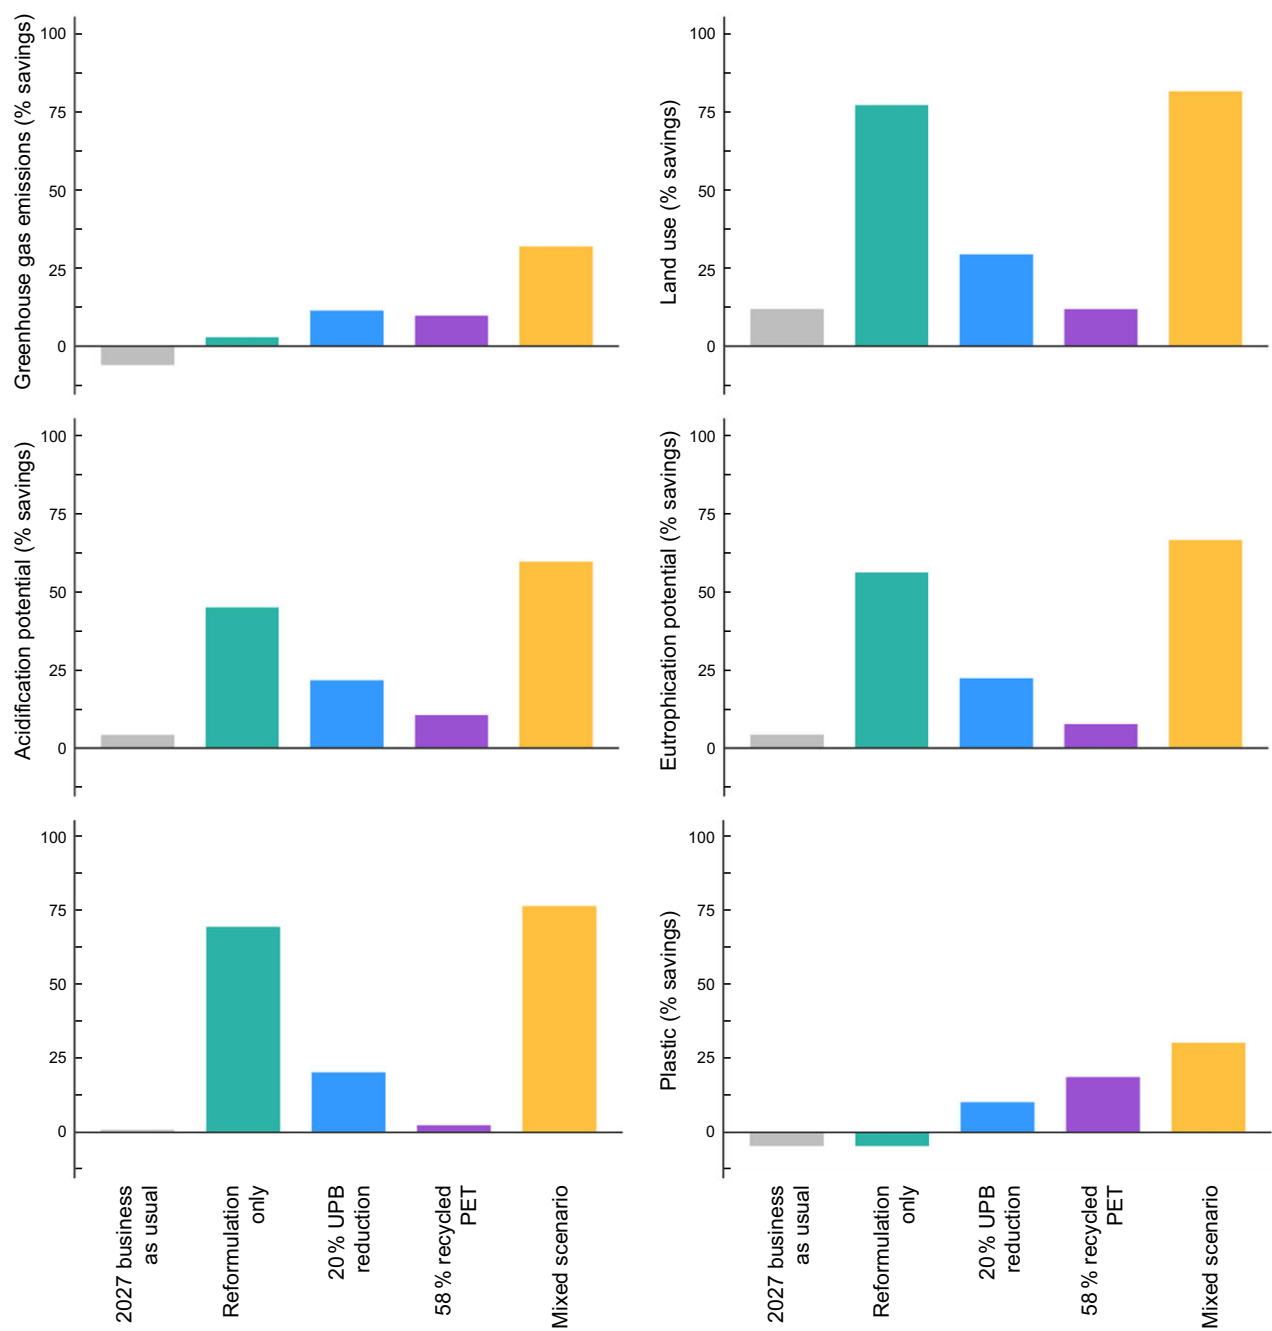 Greenhouse gas emissions (% savings)
100
75
50
25
0
Land use (% savings)
100
75
50
25
0
Acidification potential (% savings)
100
75
50
25
0
Eutrophication potential (% savings)
100
75
50
25
0
100
75
50
25
0
Plastic (% savings)
100
75
50
25
0
2027 business
as usual
Reformulation
only
20% UPB
reduction
58% recycled
PET
Mixed scenario
2027 business
as usual
Reformulation
only
20% UPB
reduction
58% recycled
PET
Mixed scenario